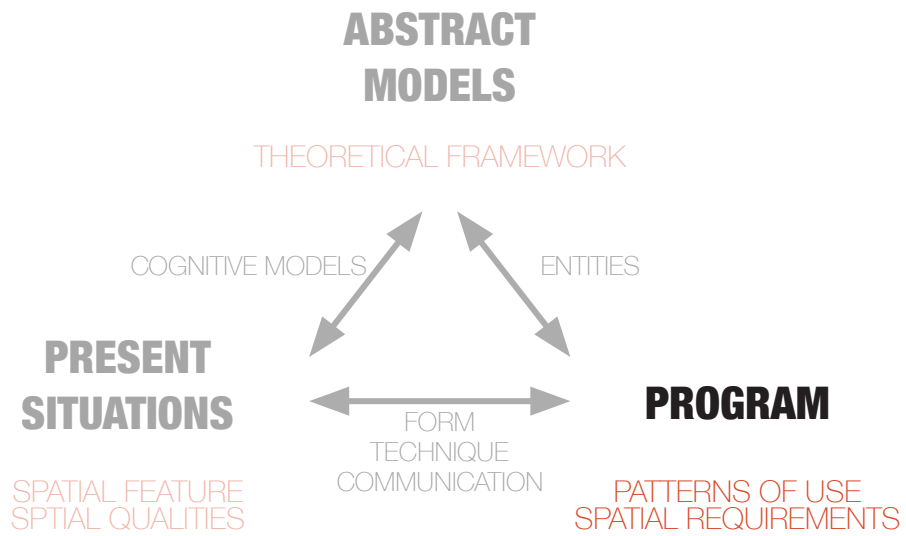 ABSTRACT
MODELS
THEORETICAL FRAMEWORK
COGNITIVE MODELS
ENTITIES
PRESENT
SITUATIONS
PROGRAM
FORM
TECHNIQUE
COMMUNICATION
SPATIAL FEATURE
SPTIAL QUALITIES
PATTERNS OF USE
SPATIAL REQUIREMENTS